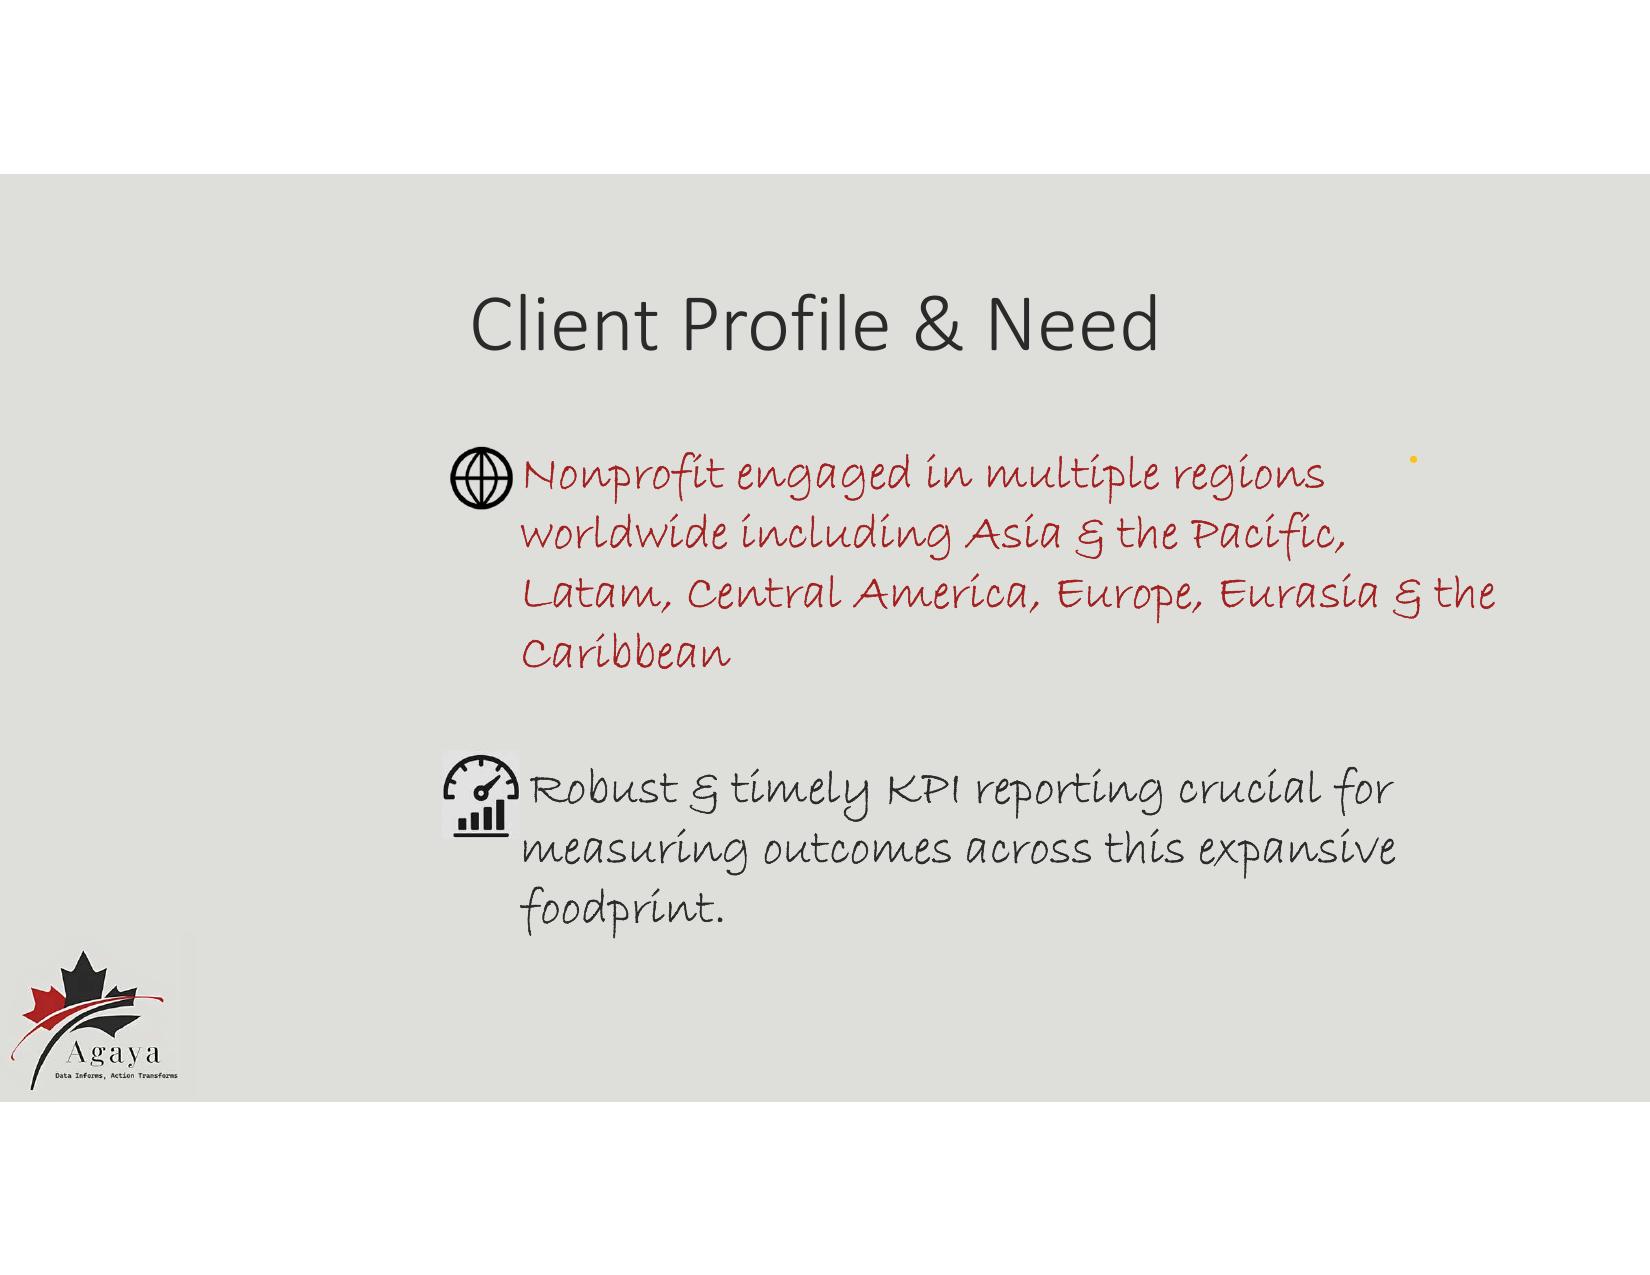 Client Profile & Need
Nonprofit engaged in multiple regions
worldwide including Asia & the Pacific,
Latam, Central America, Europe, Eurasia & the
Caribbean
Robust & timely KPI reporting crucial for
measuring outcomes across this expansive
foodprint.
Agaya
Data Informs, Action Transforms